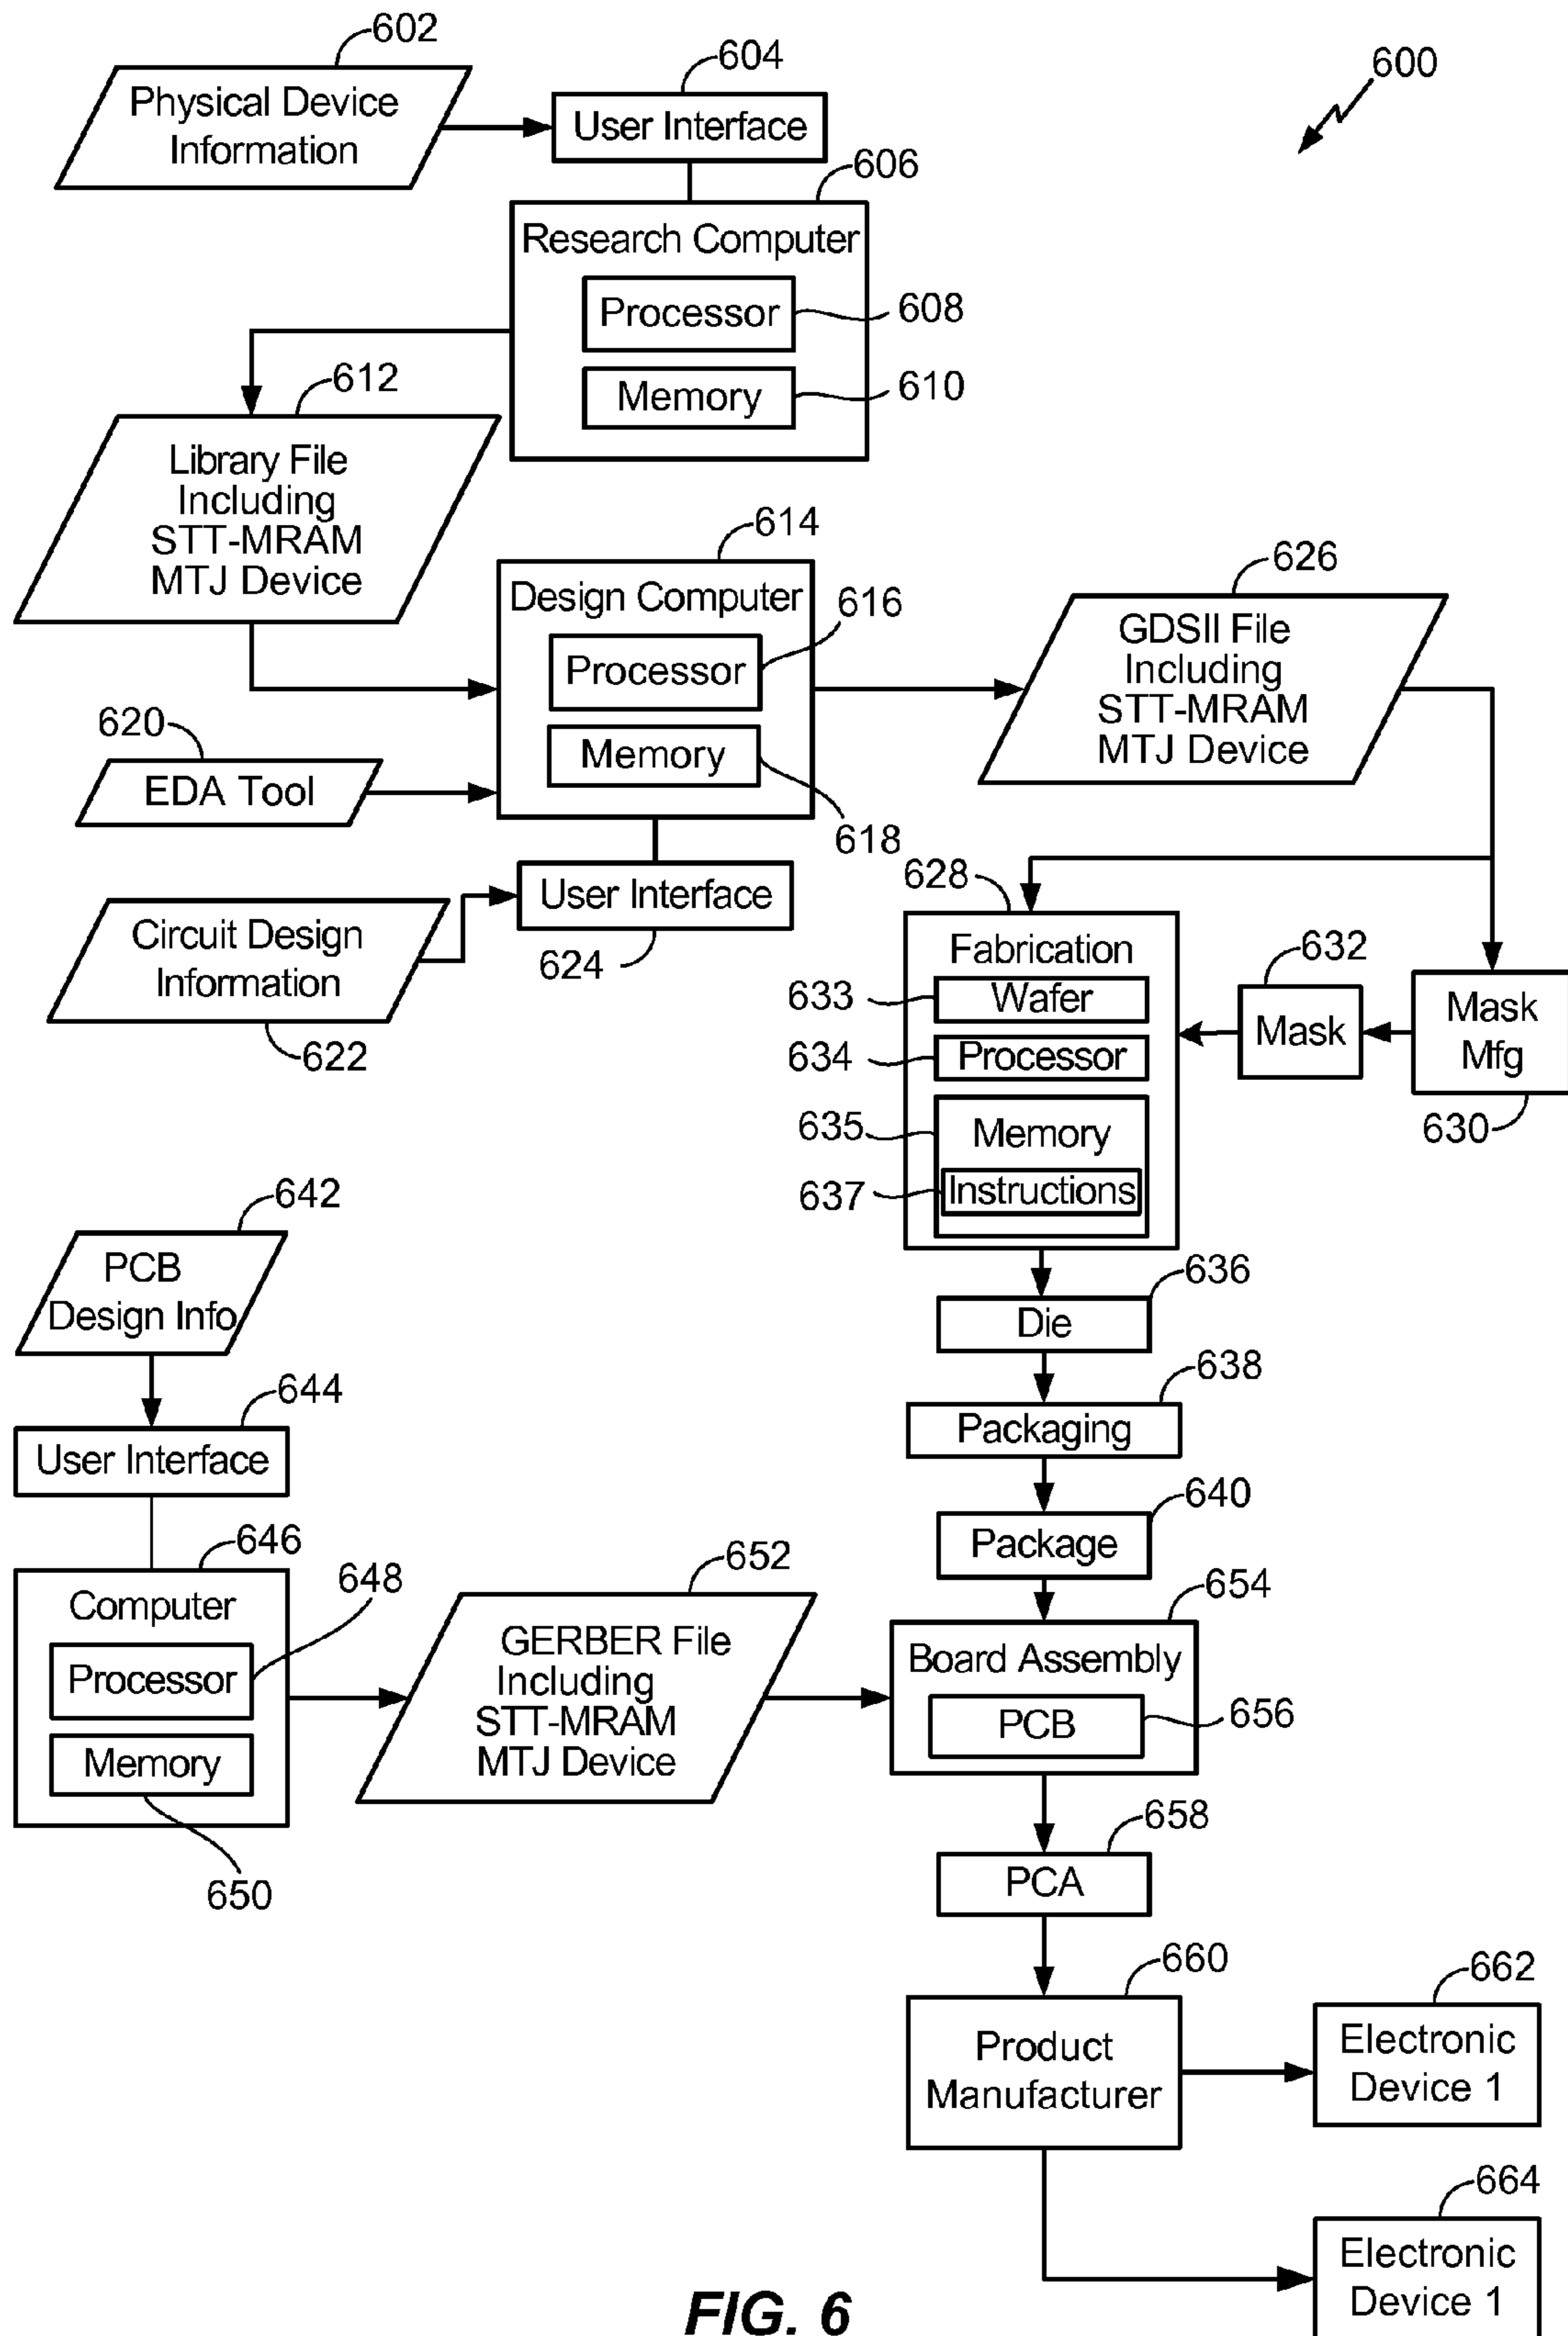 602
604
600
Physical Device
Information
User Interface
606
Research Computer
Processor
608
Memory
610
612
Library File
Including
STT-MRAM
MTJ Device
614
Design Computer
616
Processor
Memory
618
626
GDSII File
Including
STT-MRAM
MTJ Device
620
EDA Tool
User Interface
624
Circuit Design
Information
622
628
Fabrication
633
Wafer
634
Processor
635
Memory
637
Instructions
632
Mask
Mask
Mfg
630
636
Die
638
Packaging
640
Package
642
PCB
Design Info
644
User Interface
646
Computer
648
Processor
Memory
650
652
GERBER File
Including
STT-MRAM
MTJ Device
654
Board Assembly
PCB
656
658
PCA
660
Product
Manufacturer
662
Electronic
Device 1
664
Electronic
Device 1
FIG. 6